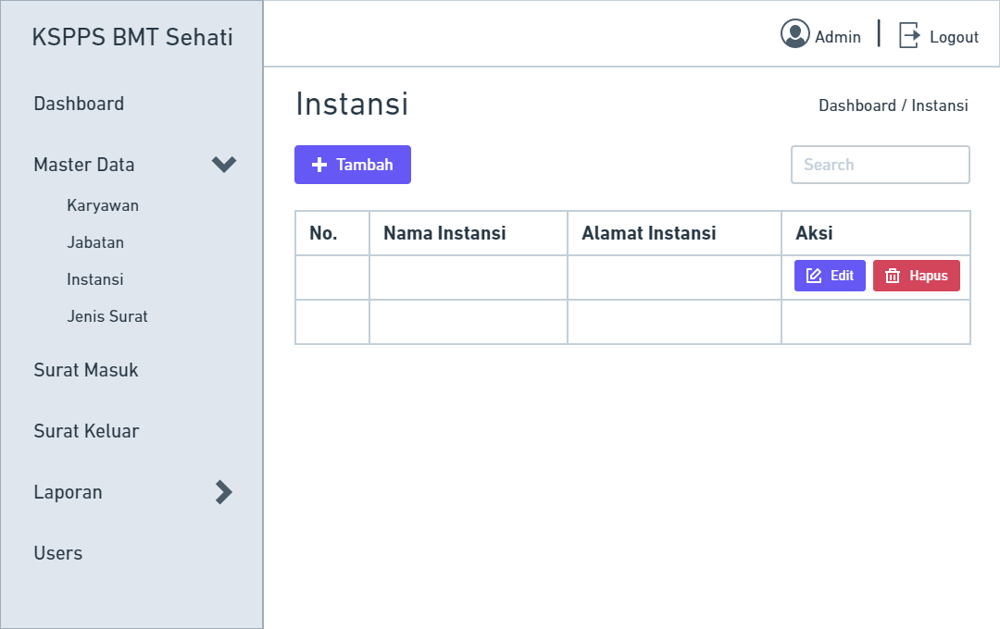 KSPPS BMT Sehati
Admin
Logout
Dashboard
Master Data
Karyawan
Jabatan
Instansi
Jenis Surat
Surat Masuk
Surat Keluar
Laporan
Users
Instansi
Dashboard / Instansi
Tambah
Search
No. Nama Instansi Alamat Instansi Aksi
Edit Hapus